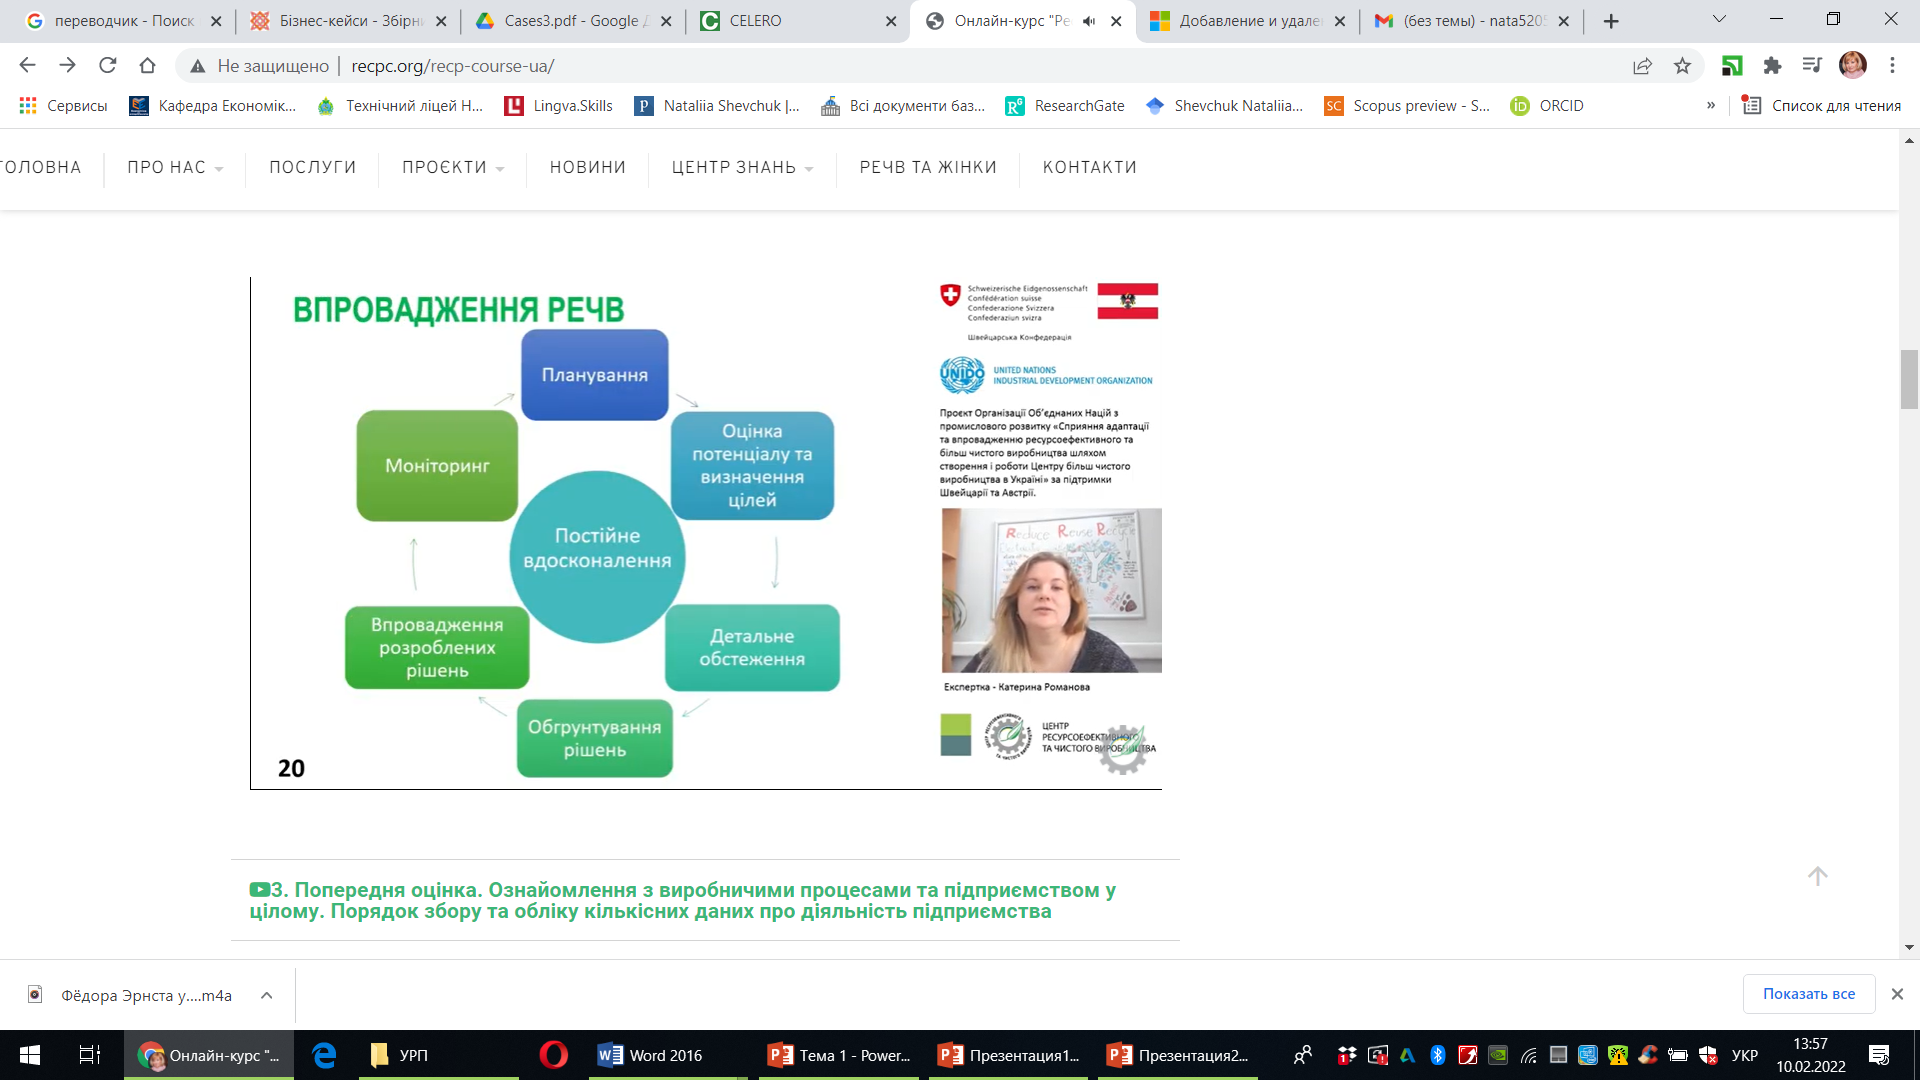 переводчик - Поиск
Бізнес-кейси - Збірни
Cases3.pdf - Google Д
CELERO
Онлайн-курс "Ре
Добавление и удале
(без темы) - nata520
Не защищено
recpc.org/recp-course-ua/
Сервисы
Кафедра Економік...
Технічний ліцей Н...
Lingva.Skills
Nataliia Shevchuk |...
Всі документи баз...
ResearchGate
Shevchuk Nataliia...
Scopus preview - S...
ORCID
»
Список для чтения
ГОЛОВНА
ПРО НАС
ПОСЛУГИ
ПРОЄКТИ
НОВИНИ
ЦЕНТР ЗНАНЬ
РЕЧВ ТА ЖІНКИ
КОНТАКТИ
ВПРОВАДЖЕННЯ РЕЧВ
Планування
Оцінка
потенціалу та
визначення
цілей
Детальне
обстеження
Обгрунтування
рішень
Впровадження
розроблених
рішень
Моніторинг
Постійне
вдосконалення
20
Schweizerische Eidgenossenschaft
Confédération suisse
Confederazione Svizzera
Confederaziun svizra
Швейцарська Конфедерація
UNIDO
UNITED NATIONS
INDUSTRIAL DEVELOPMENT ORGANIZATION
Проект Організації Об'єднаних Націй з
промислового розвитку «Сприяння адаптації
та впровадженню ресурсоефективного та
більш чистого виробництва шляхом
створення і роботи Центру більш чистого
виробництва в Україні» за підтримки
Швейцарії та Австрії.
Reduce Reuse Recycle
Експертка - Катерина Романова
ЦЕНТР
РЕСУРСОЕФЕКТИВНОГО
ТА ЧИСТОГО ВИРОБНИЦТВА
3. Попередня оцінка. Ознайомлення з виробничими процесами та підприємством у
цілому. Порядок збору та обліку кількісних даних про діяльність підприємства
Фёдора Эрнста у....m4a
Показать все
Онлайн-курс "...
УРП
Word 2016
Тема 1 - Power...
Презентация1...
Презентация2...
УКР
13:57
10.02.2022